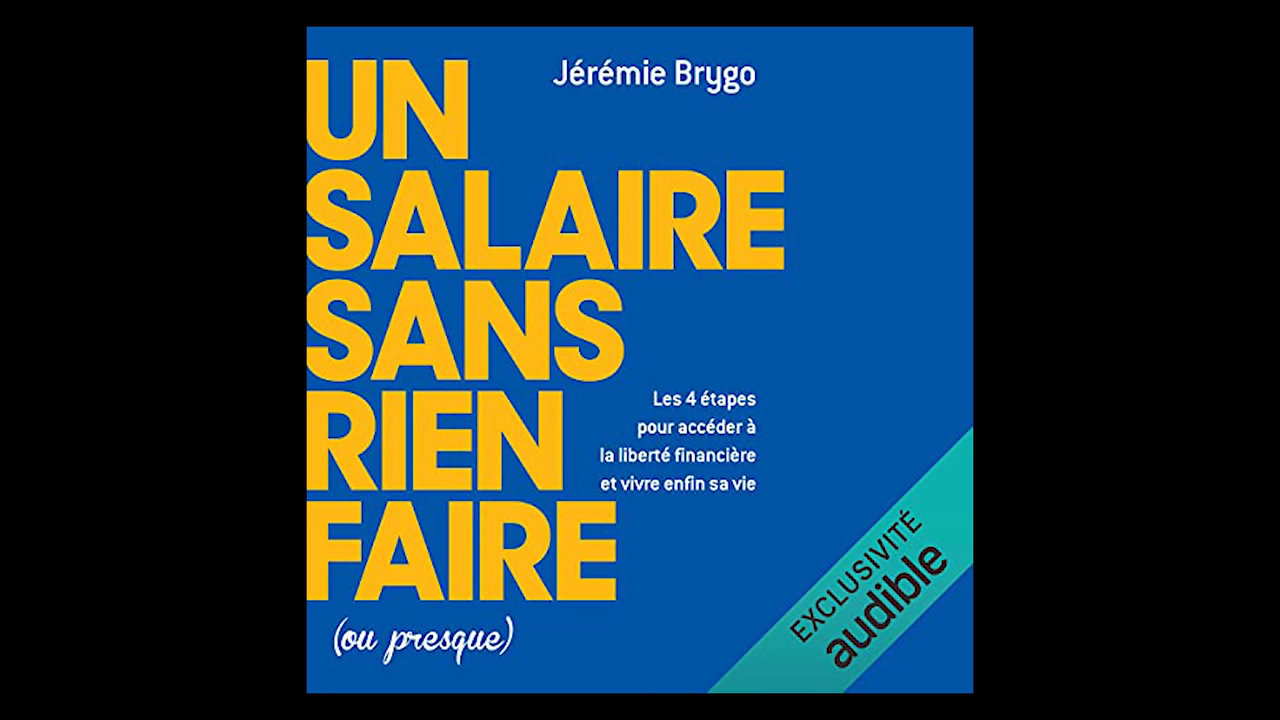 Jérémie Brygo
UN
SALAIRE
SANS
RIEN
FAIRE
(ou presque)
Les 4 étapes
pour accéder à
la liberté financière
et vivre enfin sa vie
EXCLUSIVITÉ
audible